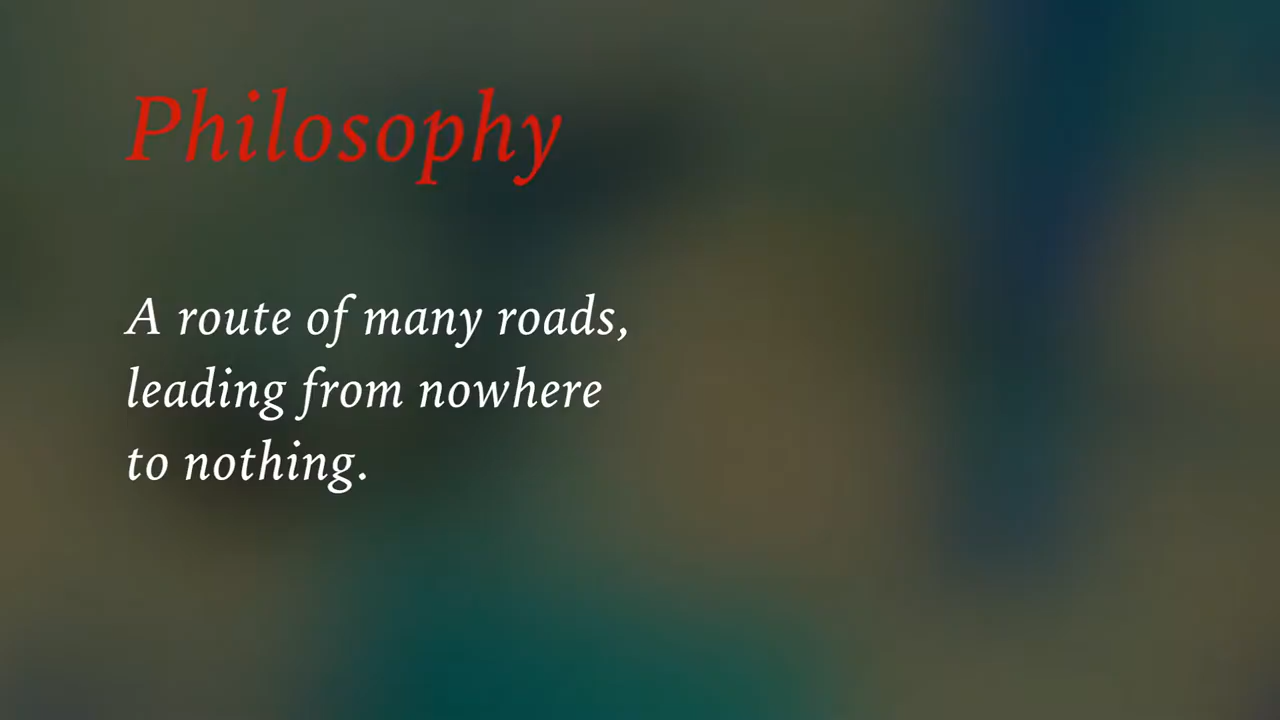 Philosophy
A route of many roads,
leading from nowhere
to nothing.